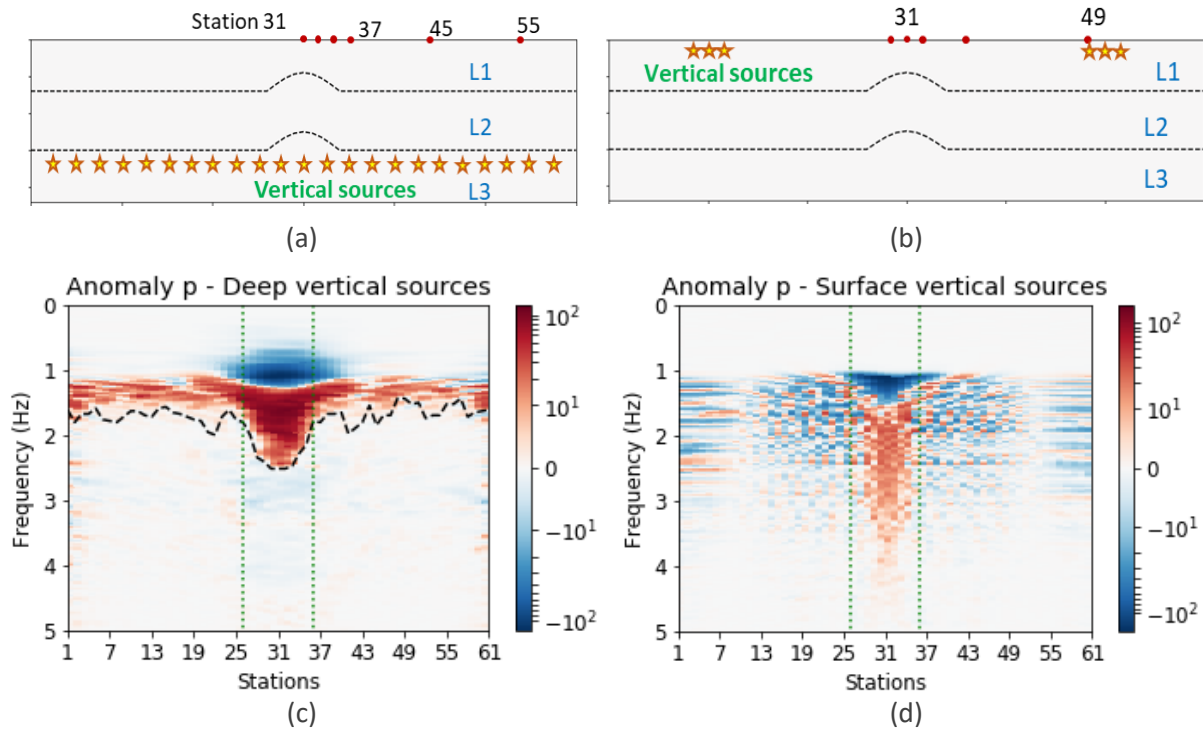 Station 31 37 45 55
L1
L2
Vertical sources L3
(a)
31 49
Vertical sources L1
L2
L3
(b)
Anomaly p - Deep vertical sources
0
1
2
3
4
5
Frequency (Hz)
1 7 13 19 25 31 37 43 49 55 61
Stations
10²
10¹
0
−10¹
−10²
(c)
Anomaly p - Surface vertical sources
0
1
2
3
4
5
Frequency (Hz)
1 7 13 19 25 31 37 43 49 55 61
Stations
10²
10¹
0
−10¹
−10²
(d)